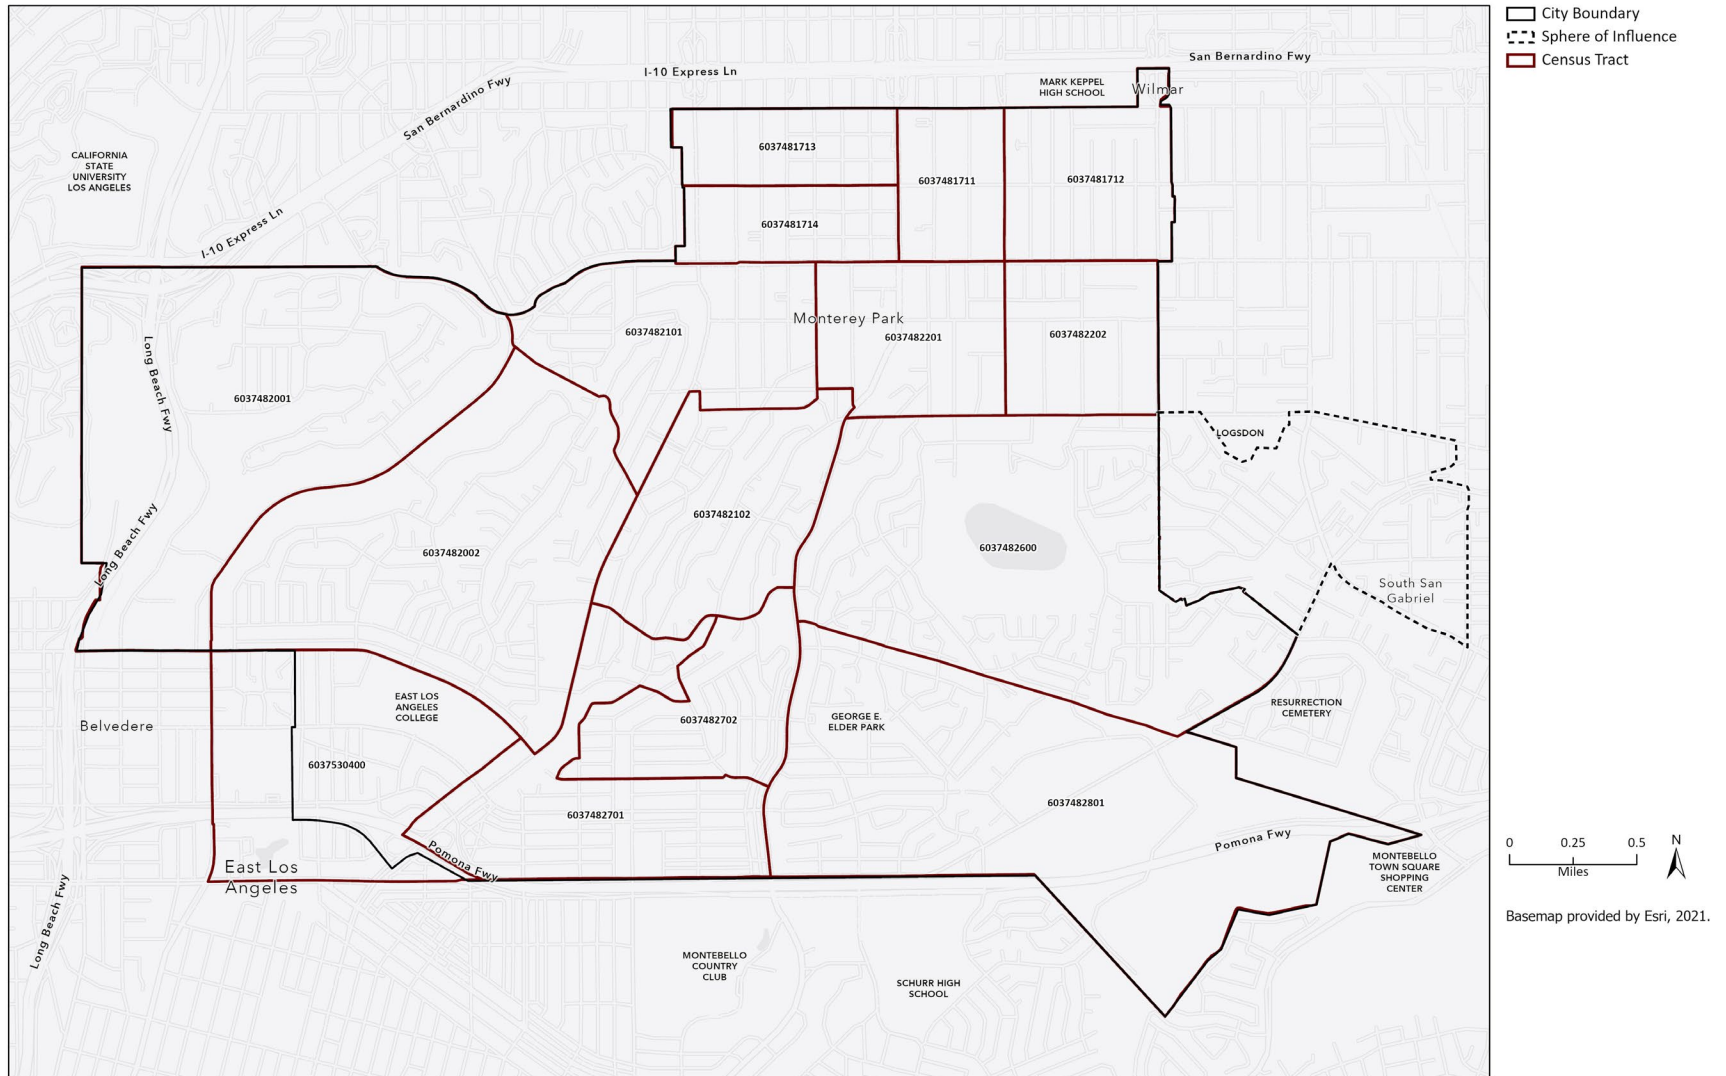 City Boundary
Sphere of Influence
Census Tract
San Bernardino Fwy
I-10 Express Ln
San Bernardino Fwy
MARK KEPPEL
HIGH SCHOOL
Wilmar
CALIFORNIA
STATE
UNIVERSITY
LOS ANGELES
6037481713
6037481711
6037481712
6037481714
I-10 Express Ln
Monterey Park
6037482101
6037482201
6037482202
Long Beach Fwy
6037482001
LOGSDON
6037482102
Long Beach Fwy
6037482002
6037482600
South San
Gabriel
EAST LOS
ANGELES
COLLEGE
RESURRECTION
CEMETERY
Belvedere
6037482702
GEORGE E.
ELDER PARK
6037530400
6037482801
6037482701
Pomona Fwy
Pomona Fwy
East Los
Angeles
MONTEBELLO
TOWN SQUARE
SHOPPING
CENTER
Long Beach Fwy
MONTEBELLO
COUNTRY
CLUB
SCHURR HIGH
SCHOOL
0 0.25 0.5
Miles
N
Basemap provided by Esri, 2021.